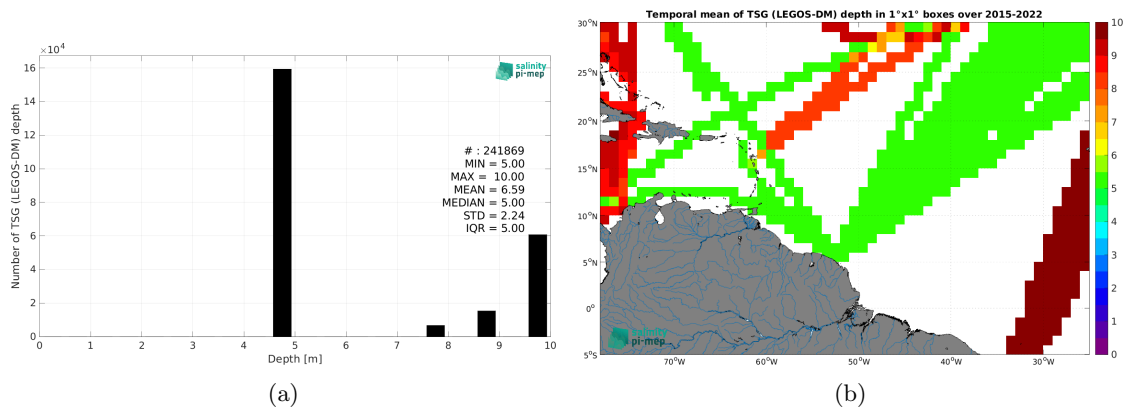 ×10⁴
16
14
12
10
8
6
4
2
0
Number of TSG (LEGOS-DM) depth
0 1 2 3 4 5 6 7 8 9 10
Depth [m]
salinity
pi-mep
# : 241869
MIN = 5.00
MAX = 10.00
MEAN = 6.59
MEDIAN = 5.00
STD = 2.24
IQR = 5.00
(a)
Temporal mean of TSG (LEGOS-DM) depth in 1°x1° boxes over 2015-2022
30°N
25°N
20°N
15°N
10°N
5°N
0°
5°S
70°W 60°W 50°W 40°W 30°W
salinity
pi-mep
10
9
8
7
6
5
4
3
2
1
0
(b)